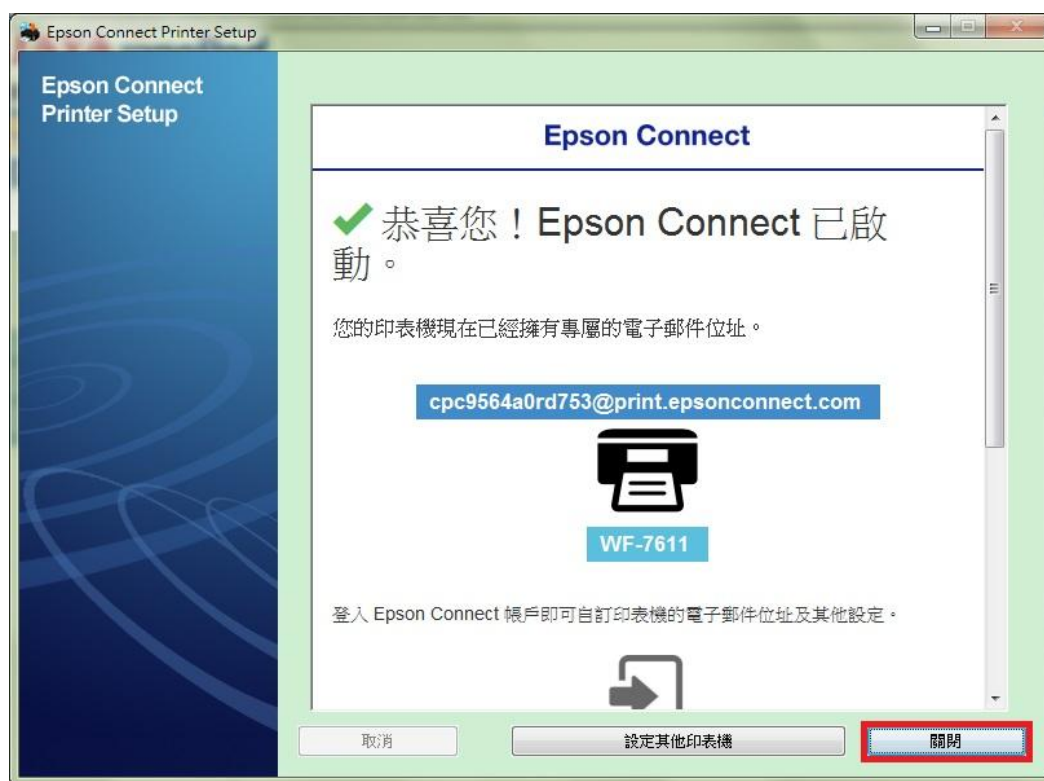 Epson Connect Printer Setup
Epson Connect
Printer Setup
Epson Connect
恭喜您！Epson Connect 已啟
動。
您的印表機現在已經擁有專屬的電子郵件位址。
cpc9564a0rd753@print.epsonconnect.com
WF-7611
登入 Epson Connect 帳戶即可自訂印表機的電子郵件位址及其他設定。
取消
設定其他印表機
關閉